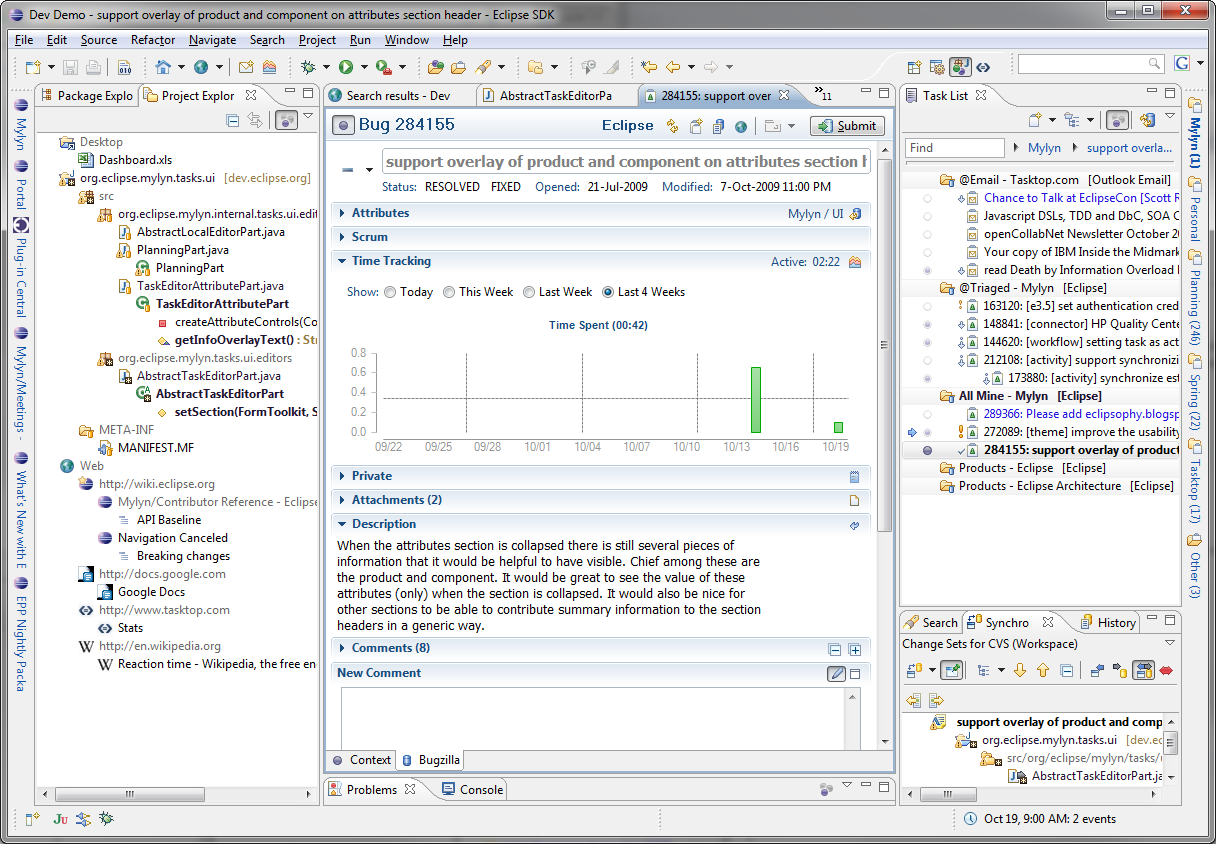 Dev Demo - support overlay of product and component on attributes section header - Eclipse SDK
File Edit Source Refactor Navigate Search Project Run Window Help
010
G
Mylyn
Portal
Plug-in Central
Mylyn/Meetings -
What's New with E
EPP Nightly Packa
Package Explo
Project Explor
Desktop
Dashboard.xls
org.eclipse.mylyn.tasks.ui [dev.eclipse.org]
src
org.eclipse.mylyn.internal.tasks.ui.edit
AbstractLocalEditorPart.java
PlanningPart.java
PlanningPart
TaskEditorAttributePart.java
TaskEditorAttributePart
createAttributeControls(Co
getInfoOverlayText() : Str
org.eclipse.mylyn.tasks.ui.editors
AbstractTaskEditorPart.java
AbstractTaskEditorPart
setSection(FormToolkit, S
META-INF
MANIFEST.MF
Web
http://wiki.eclipse.org
Mylyn/Contributor Reference - Eclipse
API Baseline
Navigation Canceled
Breaking changes
http://docs.google.com
Google Docs
http://www.tasktop.com
Stats
http://en.wikipedia.org
Reaction time - Wikipedia, the free en
Search results - Dev
AbstractTaskEditorPa
284155: support over
»11
Bug 284155
Eclipse
Submit
support overlay of product and component on attributes section h
Status: RESOLVED FIXED Opened: 21-Jul-2009 Modified: 7-Oct-2009 11:00 PM
Attributes
Mylyn / UI
Scrum
Time Tracking
Active: 02:22
Show: Today This Week Last Week Last 4 Weeks
Time Spent (00:42)
0.8
0.6
0.4
0.2
0.0
09/22 09/25 09/28 10/01 10/04 10/07 10/10 10/13 10/16 10/19
Private
Attachments (2)
Description
When the attributes section is collapsed there is still several pieces of
information that it would be helpful to have visible. Chief among these are
the product and component. It would be great to see the value of these
attributes (only) when the section is collapsed. It would also be nice for
other sections to be able to contribute summary information to the section
headers in a generic way.
Comments (8)
New Comment
Context
Bugzilla
Problems
Console
Task List
Find
Mylyn
support overla...
@Email - Tasktop.com [Outlook Email]
Chance to Talk at EclipseCon [Scott R
Javascript DSLs, TDD and DbC, SOA C
openCollabNet Newsletter October 20
Your copy of IBM Inside the Midmark
read Death by Information Overload
@Triaged - Mylyn [Eclipse]
163120: [e3.5] set authentication cred
148841: [connector] HP Quality Cente
144620: [workflow] setting task as act
212108: [activity] support synchronizi
173880: [activity] synchronize est
All Mine - Mylyn [Eclipse]
289366: Please add eclipsophy.blogsp
272089: [theme] improve the usability
284155: support overlay of product
Products - Eclipse [Eclipse]
Products - Eclipse Architecture [Eclipse]
Mylyn (1)
Personal
Planning (246)
Spring (22)
Tasktop (17)
Other (3)
Search
Synchro
History
Change Sets for CVS (Workspace)
support overlay of product and comp
org.eclipse.mylyn.tasks.ui [dev.ec
src/org/eclipse/mylyn/tasks/u
AbstractTaskEditorPart.ja
Ju
Oct 19, 9:00 AM: 2 events